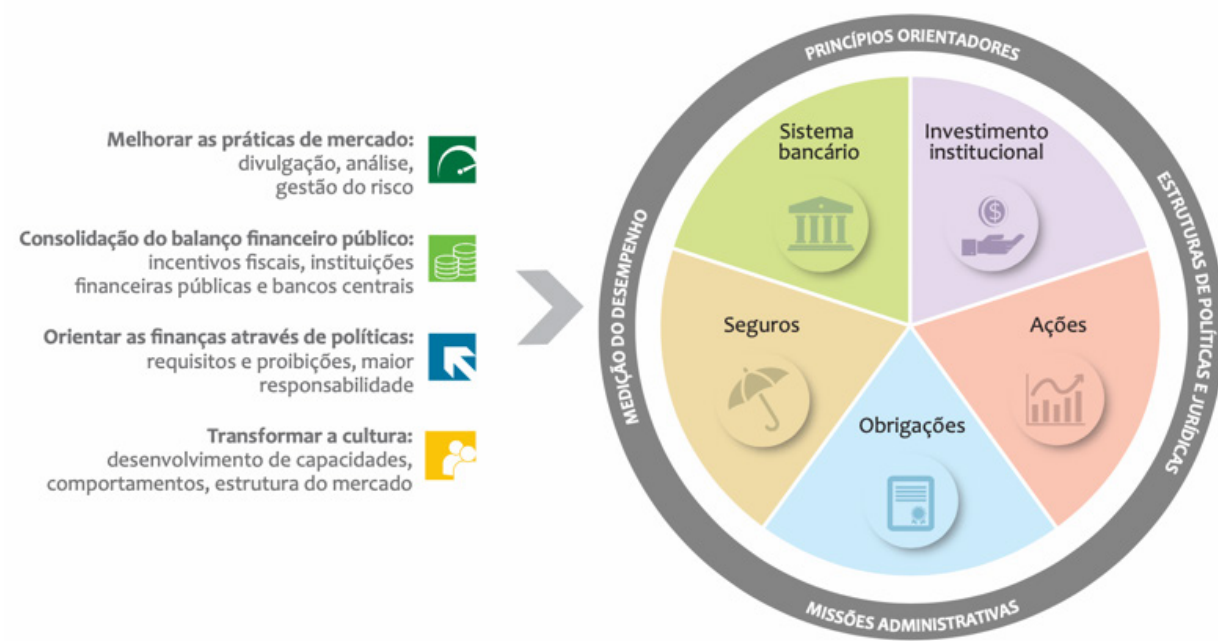 Melhorar as práticas de mercado:
divulgação, análise,
gestão do risco
Consolidação do balanço financeiro público:
incentivos fiscais, instituições
financeiras públicas e bancos centrais
Orientar as finanças através de políticas:
requisitos e proibições, maior
responsabilidade
Transformar a cultura:
desenvolvimento de capacidades,
comportamentos, estrutura do mercado
PRINCÍPIOS ORIENTADORES
ESTRUTURAS DE POLÍTICAS E JURÍDICAS
MISSÕES ADMINISTRATIVAS
MEDIÇÃO DO DESEMPENHO
Sistema
bancário
Investimento
institucional
$
Seguros
Ações
Obrigações